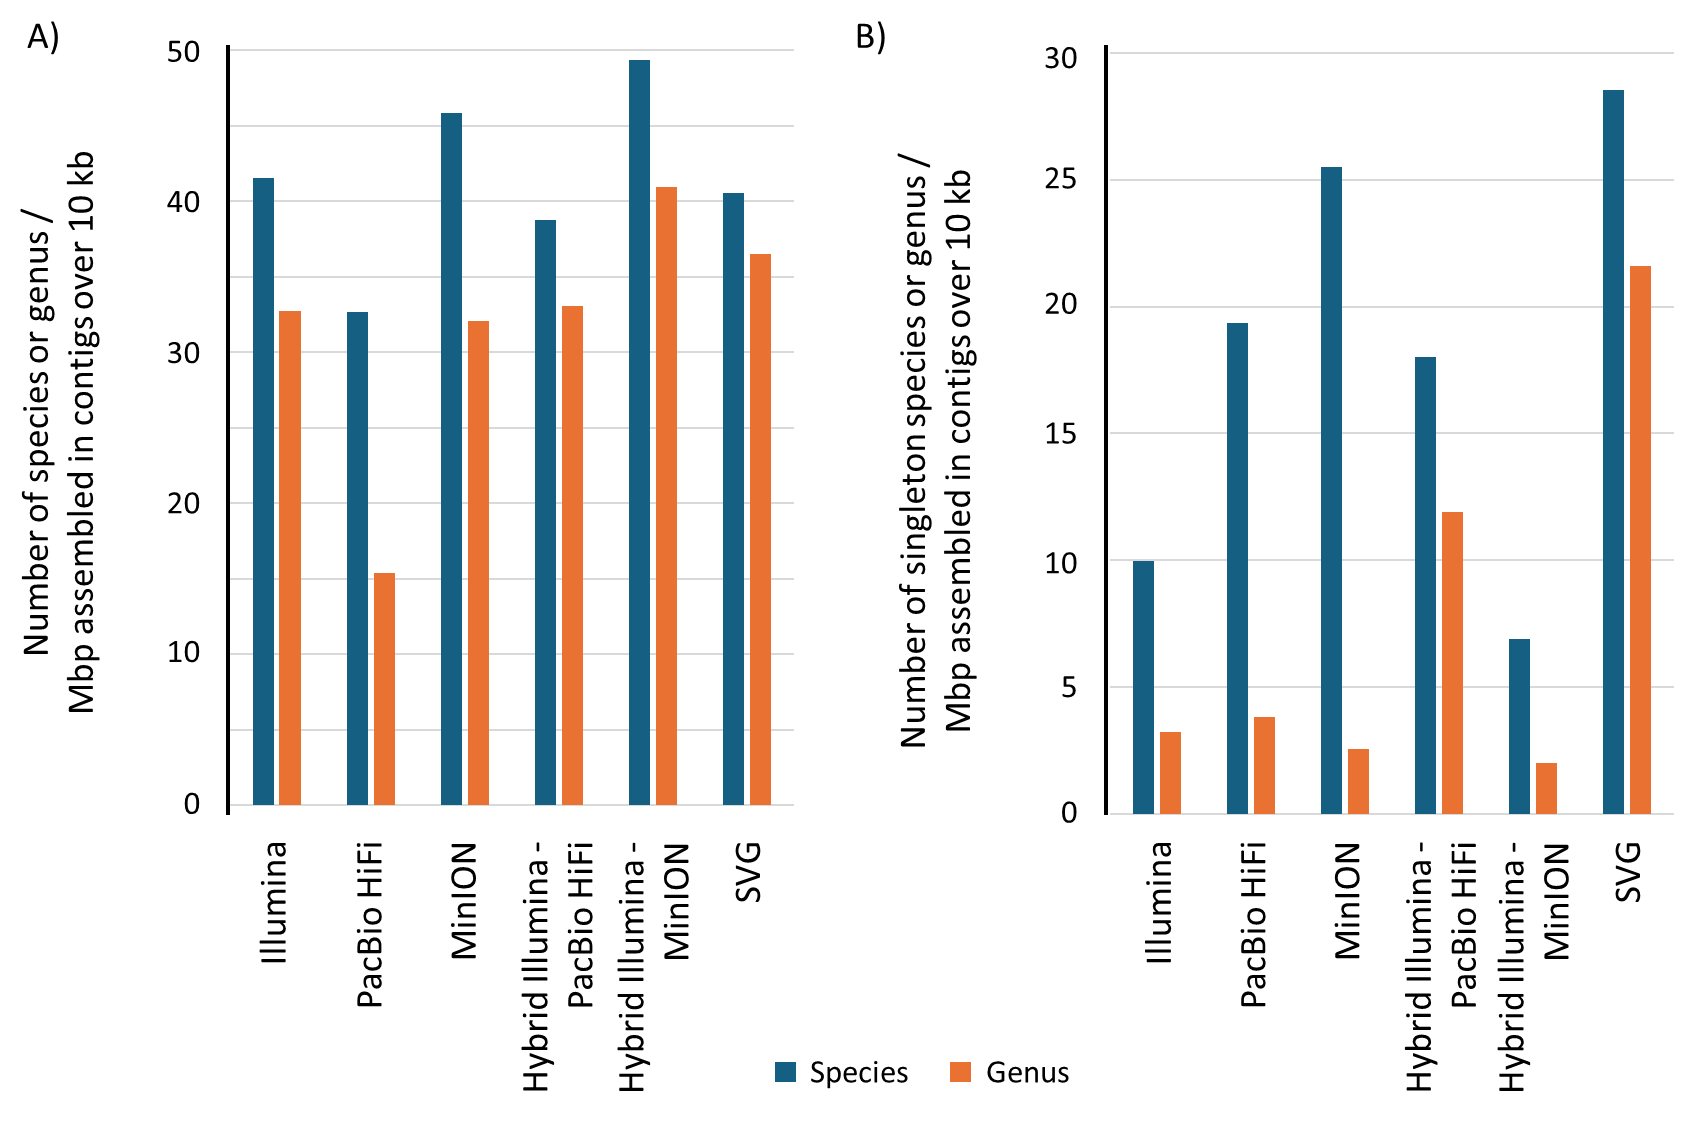 A)
Number of species or genus /
Mbp assembled in contigs over 10 kb
50
40
30
20
10
0
Illumina
PacBio HiFi
MinION
Hybrid Illumina -
PacBio HiFi
Hybrid Illumina -
MinION
SVG
B)
Number of singleton species or genus /
Mbp assembled in contigs over 10 kb
30
25
20
15
10
5
0
Illumina
PacBio HiFi
MinION
Hybrid Illumina -
PacBio HiFi
Hybrid Illumina -
MinION
SVG
Species
Genus